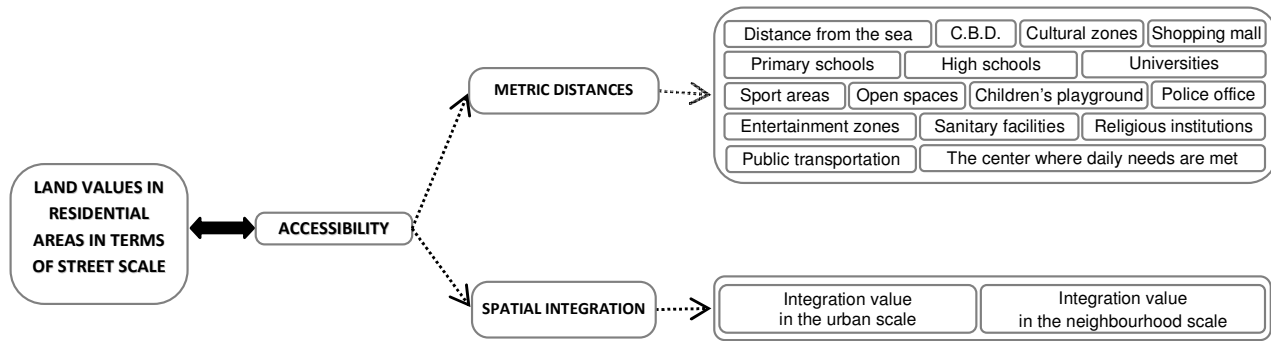 Distance from the sea C.B.D. Cultural zones Shopping mall
Primary schools High schools Universities
METRIC DISTANCES
Sport areas Open spaces Children's playground Police office
Entertainment zones Sanitary facilities Religious institutions
Public transportation The center where daily needs are met
LAND VALUES IN
RESIDENTIAL
AREAS IN TERMS
OF STREET SCALE
ACCESSIBILITY
SPATIAL INTEGRATION
Integration value
in the urban scale
Integration value
in the neighbourhood scale